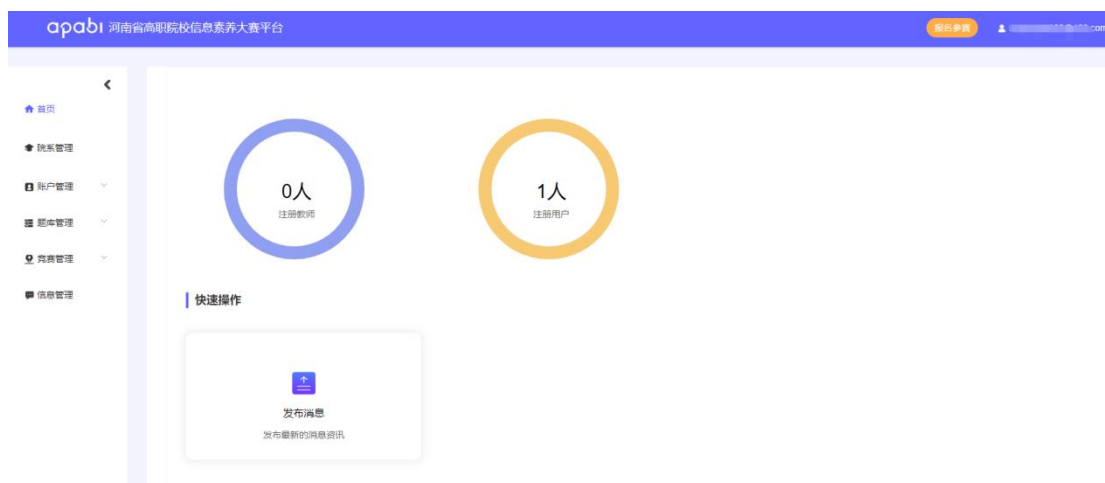 apabi 河南省高职院校信息素养大赛平台
报名参赛
首页
院系管理
账户管理
题库管理
竞赛管理
信息管理
0人
注册教师
1人
注册用户
快速操作
发布消息
发布最新的消息资讯